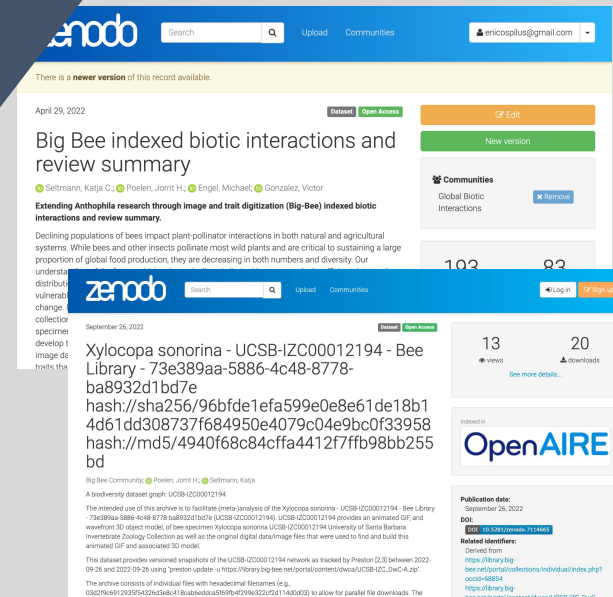 zenodo
Search
Upload Communities
enicospilus@gmail.com
There is a newer version of this record available.
April 29, 2022
Dataset Open Access
Edit
New version
Big Bee indexed biotic interactions and
review summary
Seltmann, Katja C.; Poelen, Jorrit H.; Engel, Michael; Gonzalez, Victor
Extending Anthophila research through image and trait digitization (Big-Bee) indexed biotic
interactions and review summary.
Declining populations of bees impact plant-pollinator interactions in both natural and agricultural
systems. While bees and other insects pollinate most wild plants and are critical to sustaining a large
proportion of global food production, they are decreasing in both numbers and diversity. Our
Communities
Global Biotic
Interactions
Remove
193 83
zenodo
Search
Upload Communities
Log in Sign up
September 26, 2022
Dataset Open Access
Xylocopa sonorina - UCSB-IZC00012194 - Bee
Library - 73e389aa-5886-4c48-8778-
ba8932d1bd7e
hash://sha256/96bfde1efa599e0e8e61de18b1
4d61dd308737f684950e4079c04e9bc0f33958
hash://md5/4940f68c84cffa4412f7ffb98bb255
bd
Big Bee Community; Poelen, Jorrit H.; Seltmann, Katja
A biodiversity dataset graph: UCSB-IZC00012194
The intended use of this archive is to facilitate (meta-)analysis of the Xylocopa sonorina - UCSB-IZC00012194 - Bee Library
- 73e389aa-5886-4c48-8778-ba8932d1bd7e (UCSB-IZC00012194). UCSB-IZC00012194 provides an animated GIF, and
wavefront 3D object model, of bee specimen Xylocopa sonorina UCSB-IZC00012194 University of Santa Barbara
Invertebrate Zoology Collection as well as the original digital data/image files that were used to find and build this
animated GIF and associated 3D model.
This dataset provides versioned snapshots of the UCSB-IZC00012194 network as tracked by Preston [2,3] between 2022-
09-26 and 2022-09-26 using "preston update -u https://library.big-bee.net/portal/content/dwca/UCSB-IZC_DwC-A.zip".
The archive consists of individual files with hexadecimal filenames (e.g.,
03d2f9c6912935f54326d3e8c418cab6eddca5f69fb4f299e322cf2d114d0d03) to allow for parallel file downloads. The
13 20
views downloads
See more details...
Indexed in
OpenAIRE
Publication date:
September 26, 2022
DOI:
DOI 10.5281/zenodo.7114665
Related identifiers:
Derived from
https://library.big-
bee.net/portal/collections/individual/index.php?
occid=68854
https://library.big-